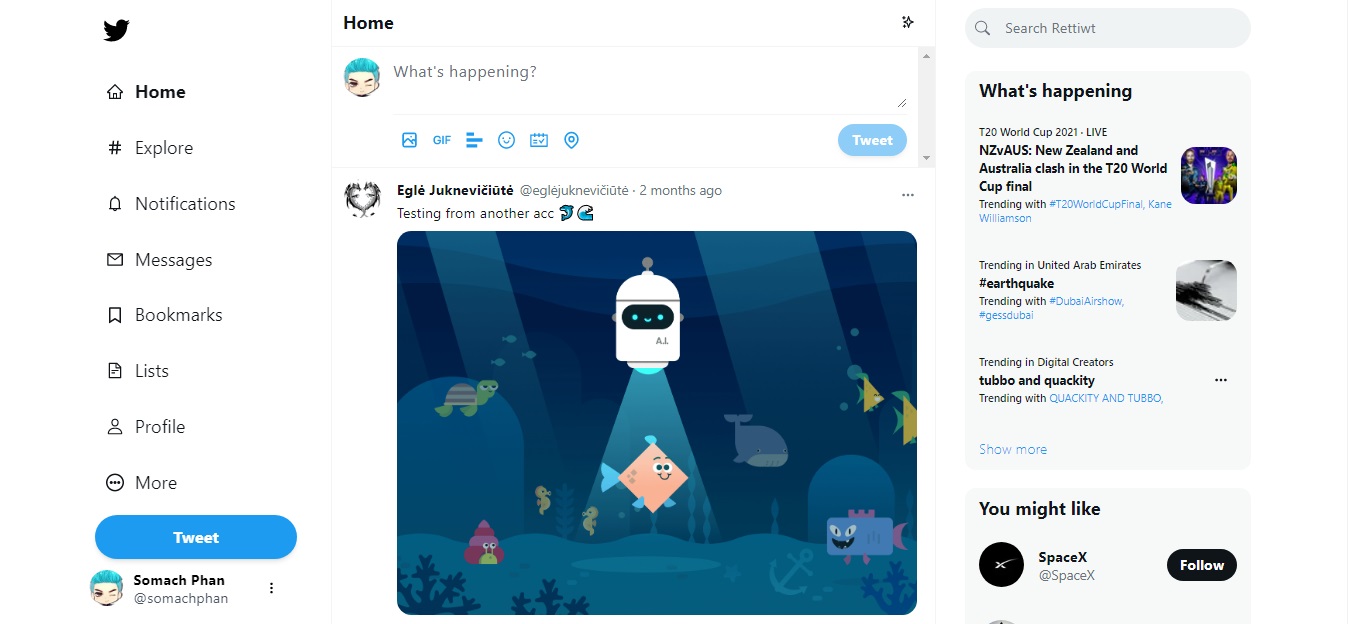 Home
Explore
Notifications
Messages
Bookmarks
Lists
Profile
More
Tweet
Somach Phan
@somachphan
Home
What's happening?
GIF
Tweet
Eglė Juknevičiūtė @eglėjuknevičiūtė · 2 months ago
Testing from another acc
A.I.
Search Rettiwt
What's happening
T20 World Cup 2021 · LIVE
NZvAUS: New Zealand and
Australia clash in the T20 World
Cup final
Trending with #T20WorldCupFinal, Kane
Williamson
Trending in United Arab Emirates
#earthquake
Trending with #DubaiAirshow,
#gessdubai
Trending in Digital Creators
tubbo and quackity
Trending with QUACKITY AND TUBBO,
Show more
You might like
SpaceX
@SpaceX
Follow